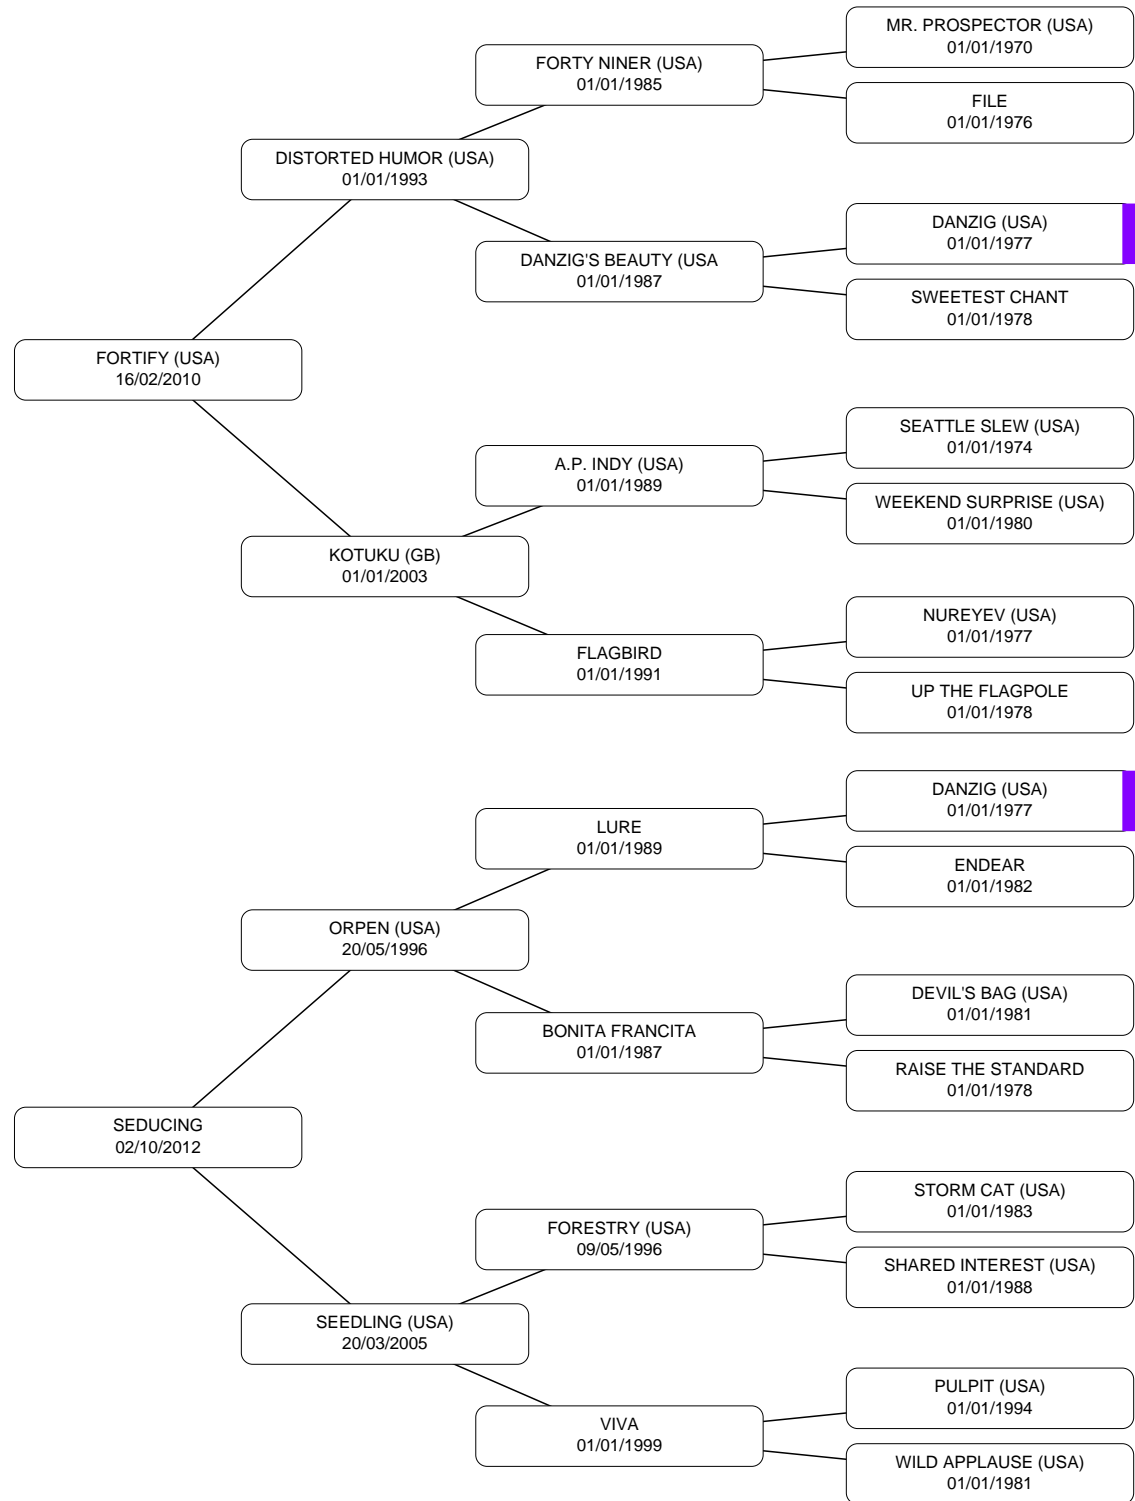 MR. PROSPECTOR (USA)
01/01/1970
FORTY NINER (USA)
01/01/1985
FILE
01/01/1976
DISTORTED HUMOR (USA)
01/01/1993
DANZIG (USA)
01/01/1977
DANZIG'S BEAUTY (USA
01/01/1987
SWEETEST CHANT
01/01/1978
FORTIFY (USA)
16/02/2010
SEATTLE SLEW (USA)
01/01/1974
A.P. INDY (USA)
01/01/1989
WEEKEND SURPRISE (USA)
01/01/1980
KOTUKU (GB)
01/01/2003
NUREYEV (USA)
01/01/1977
FLAGBIRD
01/01/1991
UP THE FLAGPOLE
01/01/1978
DANZIG (USA)
01/01/1977
LURE
01/01/1989
ENDEAR
01/01/1982
ORPEN (USA)
20/05/1996
DEVIL'S BAG (USA)
01/01/1981
BONITA FRANCITA
01/01/1987
RAISE THE STANDARD
01/01/1978
SEDUCING
02/10/2012
STORM CAT (USA)
01/01/1983
FORESTRY (USA)
09/05/1996
SHARED INTEREST (USA)
01/01/1988
SEEDLING (USA)
20/03/2005
PULPIT (USA)
01/01/1994
VIVA
01/01/1999
WILD APPLAUSE (USA)
01/01/1981